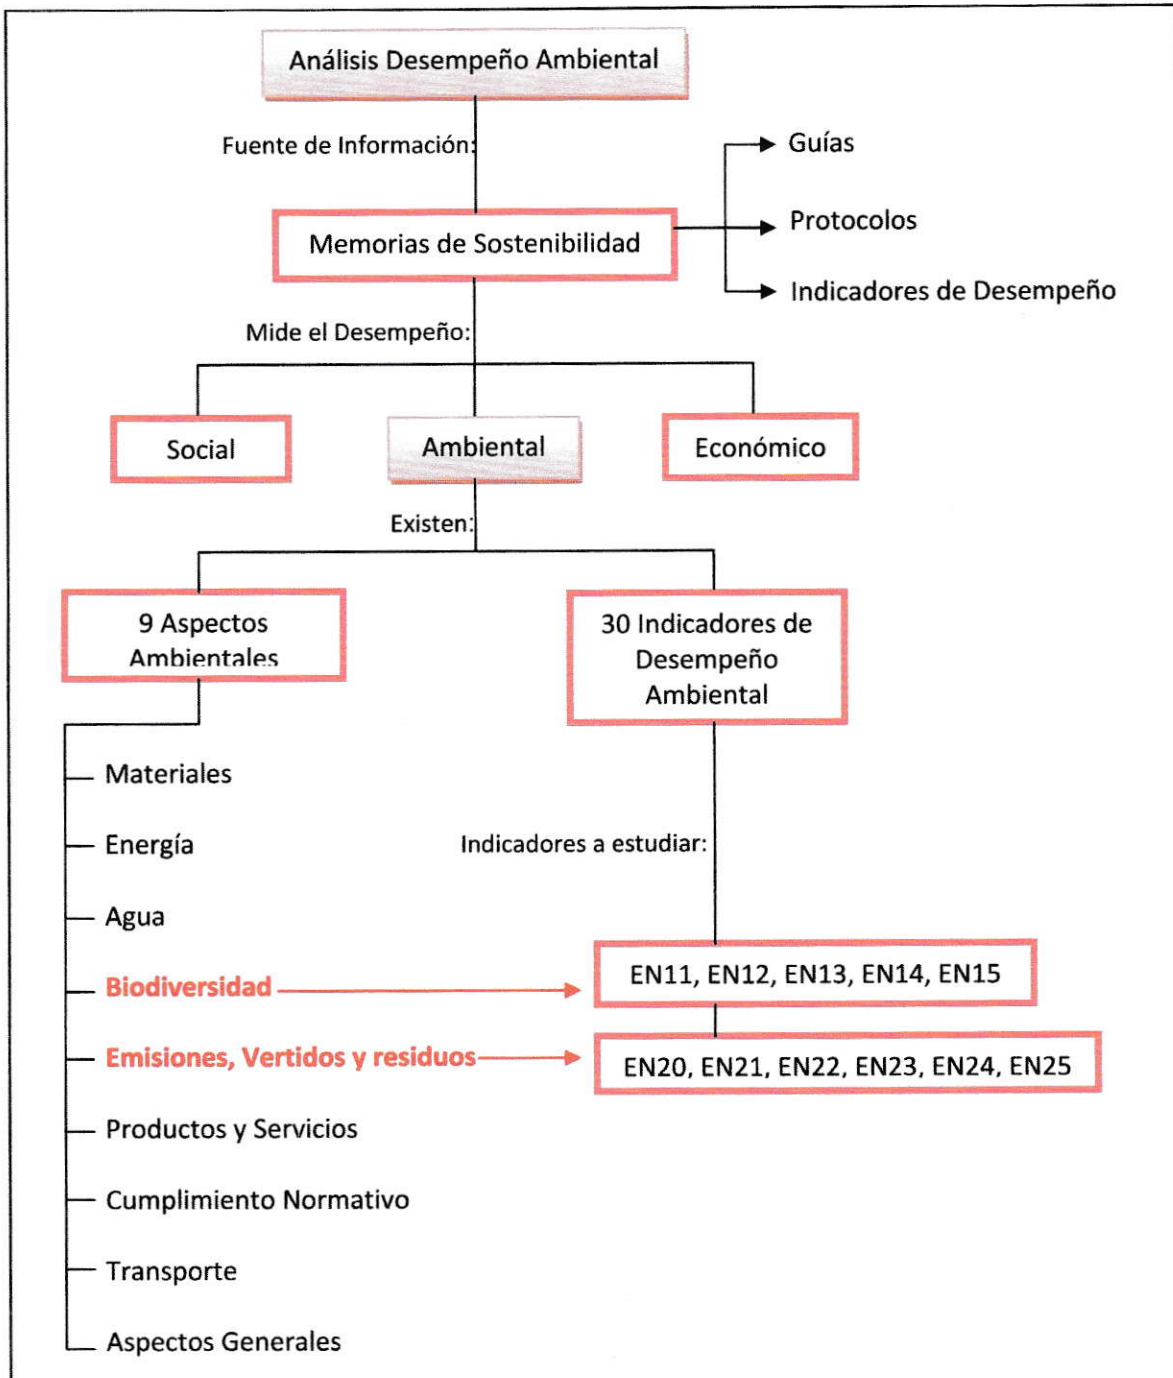 Análisis Desempeño Ambiental
Fuente de Información:
Guías
Protocolos
Memorias de Sostenibilidad
Indicadores de Desempeño
Mide el Desempeño:
Social
Ambiental
Económico
Existen:
9 Aspectos
Ambientales
30 Indicadores de
Desempeño
Ambiental
Materiales
Energía
Indicadores a estudiar:
Agua
Biodiversidad
EN11, EN12, EN13, EN14, EN15
Emisiones, Vertidos y residuos
EN20, EN21, EN22, EN23, EN24, EN25
Productos y Servicios
Cumplimiento Normativo
Transporte
Aspectos Generales